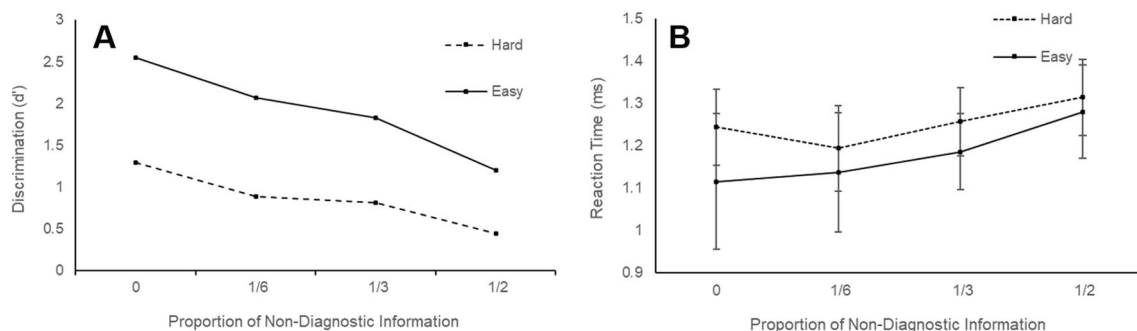 A
3
2.5
2
1.5
1
0.5
0
Discrimination (d')
Hard
Easy
0 1/6 1/3 1/2
Proportion of Non-Diagnostic Information
B
1.5
1.4
1.3
1.2
1.1
1
0.9
Reaction Time (ms)
Hard
Easy
0 1/6 1/3 1/2
Proportion of Non-Diagnostic Information